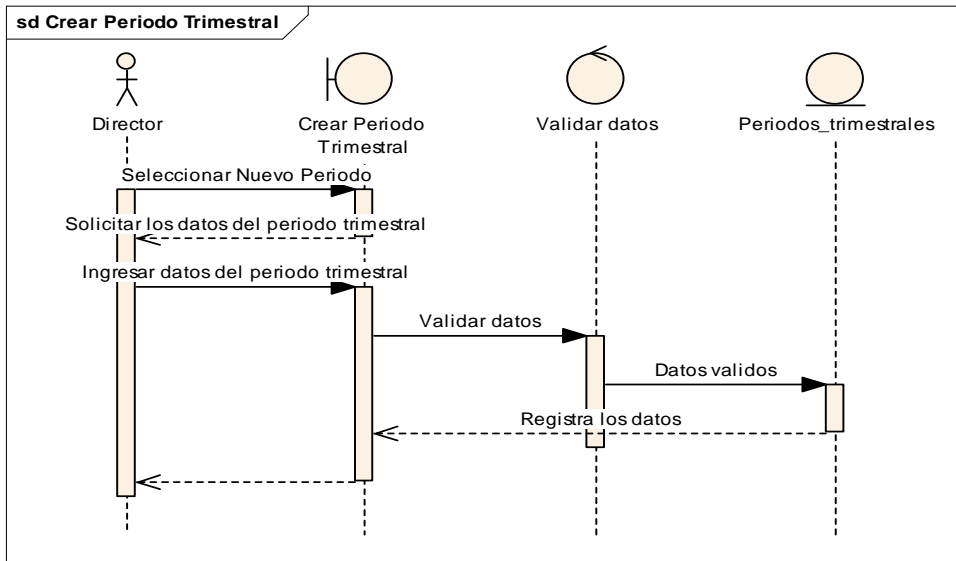 sd Crear Periodo Trimestral
Director
Crear Periodo
Trimestral
Validar datos
Periodos_trimestrales
Seleccionar Nuevo Periodo
Solicitar los datos del periodo trimestral
Ingresar datos del periodo trimestral
Validar datos
Datos validos
Registra los datos